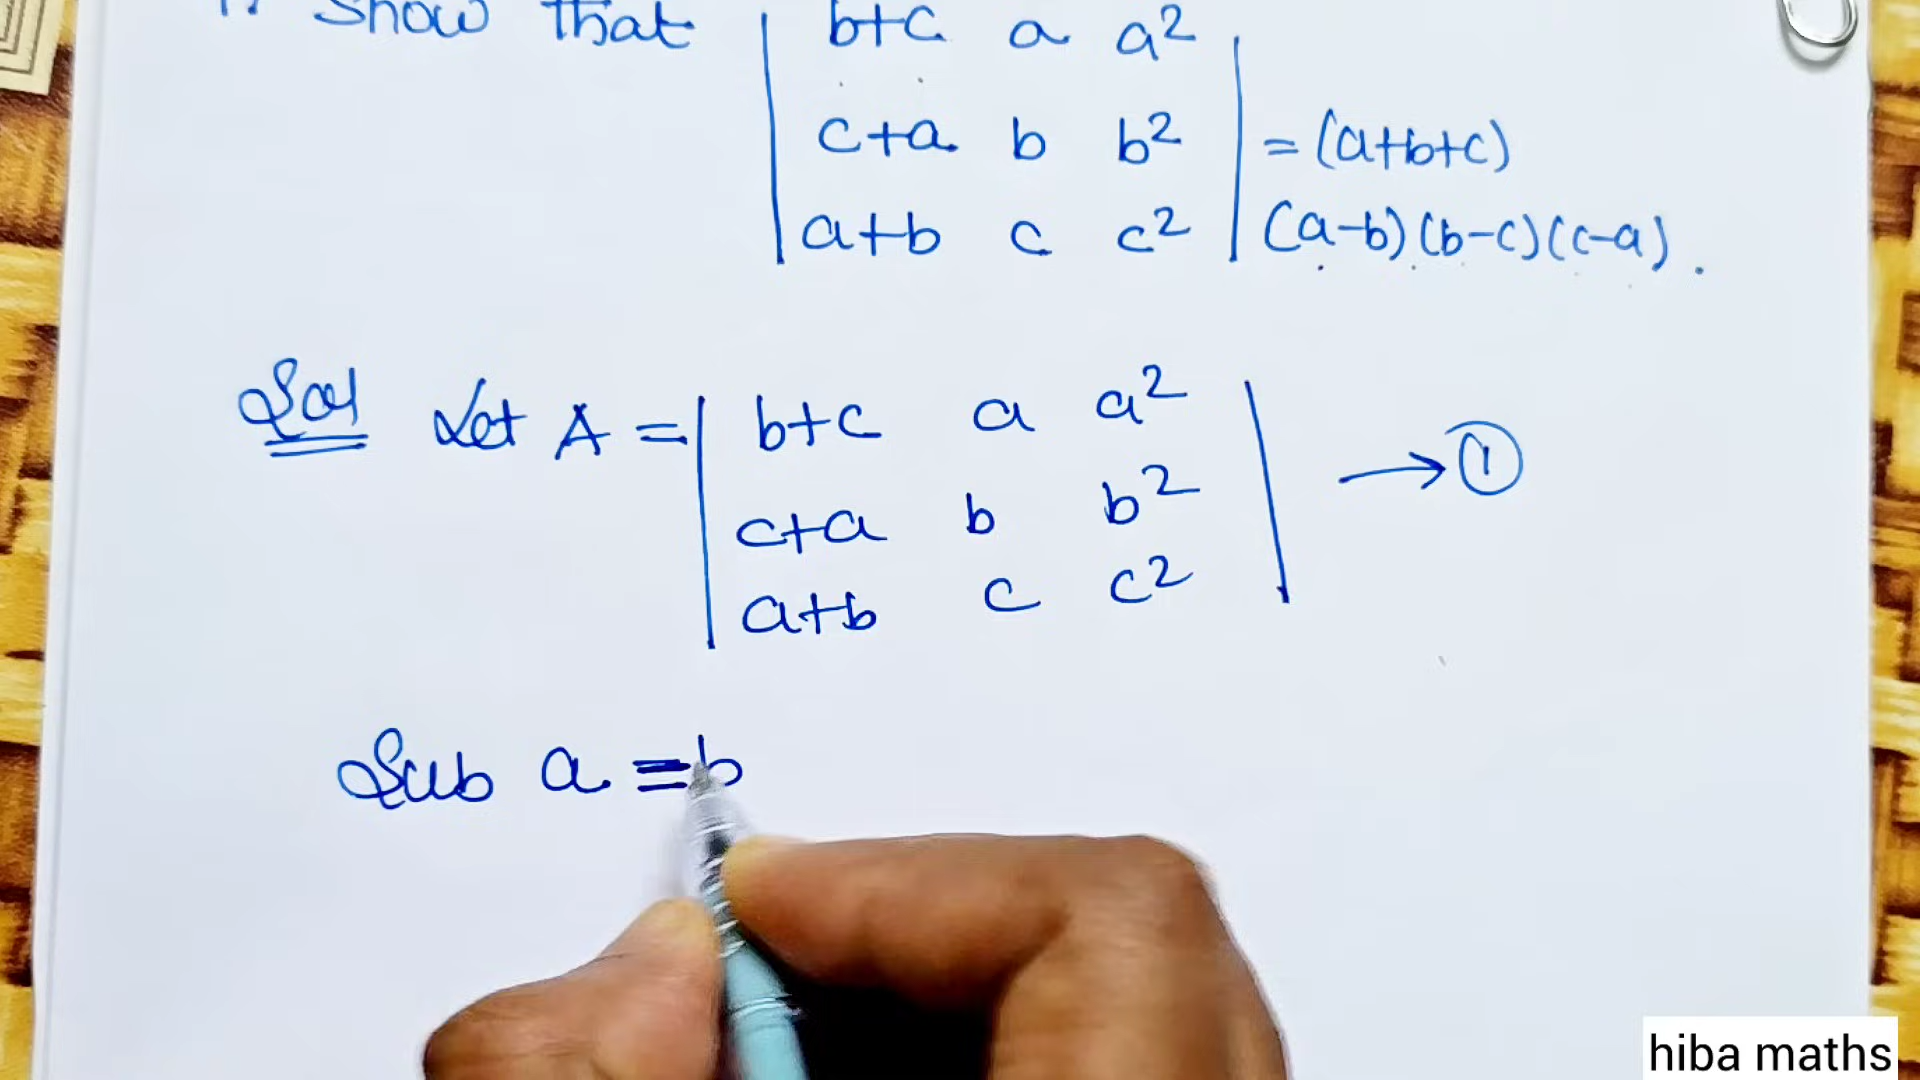 Show that | b+c a a²
c+a b b² | = (a+b+c)
a+b c c² | (a-b)(b-c)(c-a).
Sol Let A = | b+c a a² | → ①
c+a b b²
a+b c c²
Sub a = b
hiba maths